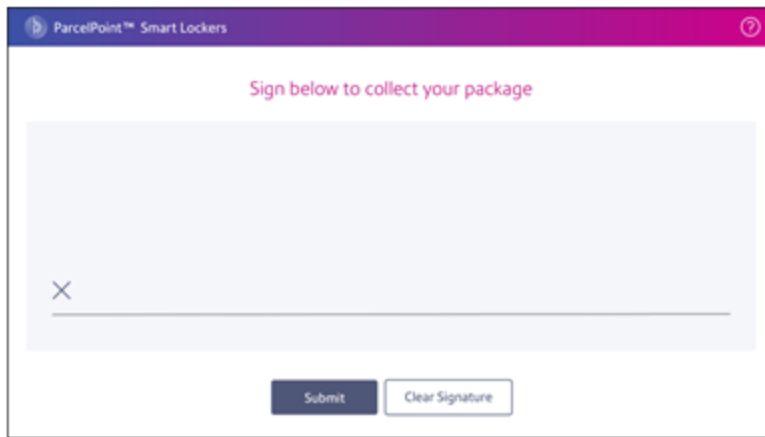 ParcelPoint™ Smart Lockers ?
Sign below to collect your package
X
Submit Clear Signature